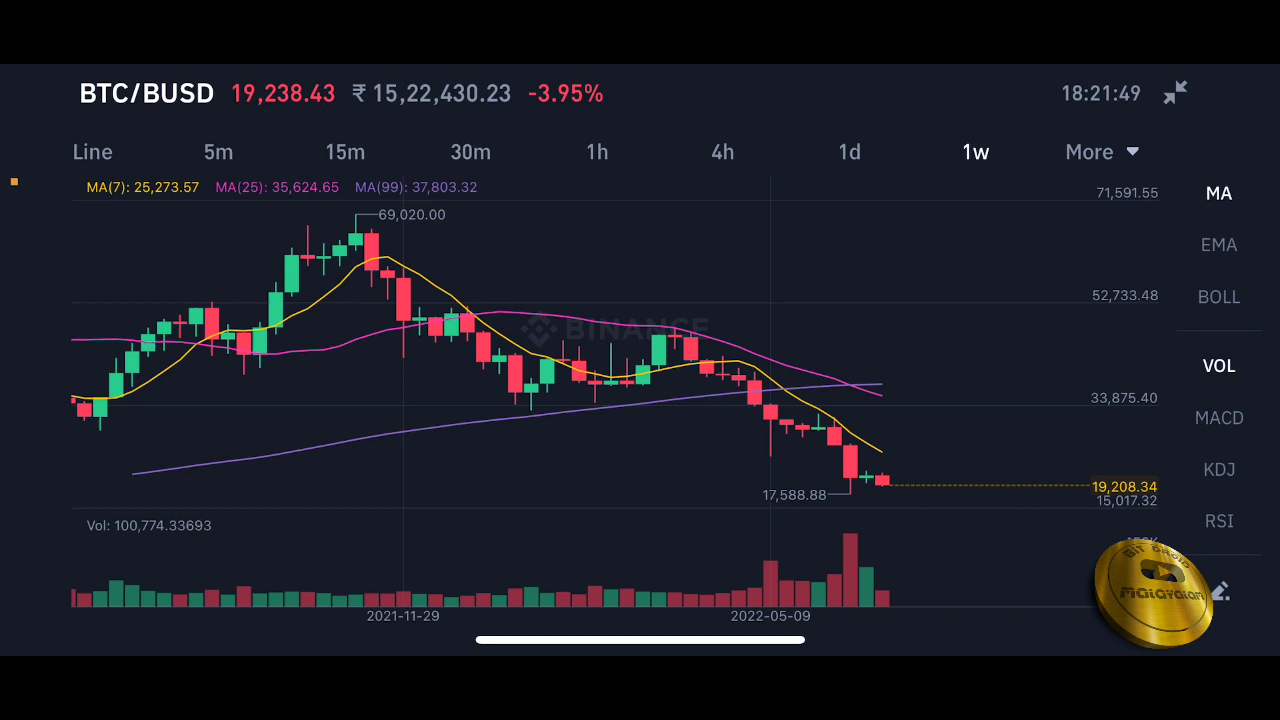 BTC/BUSD 19,238.43 ₹ 15,22,430.23 -3.95% 18:21:49
Line 5m 15m 30m 1h 4h 1d 1w More
MA(7): 25,273.57 MA(25): 35,624.65 MA(99): 37,803.32
71,591.55
MA
69,020.00
EMA
52,733.48
BOLL
BINANCE
VOL
33,875.40
MACD
KDJ
17,588.88
19,208.34
15,017.32
RSI
Vol: 100,774.33693
BIT DROID
MalayalaM
2021-11-29 2022-05-09